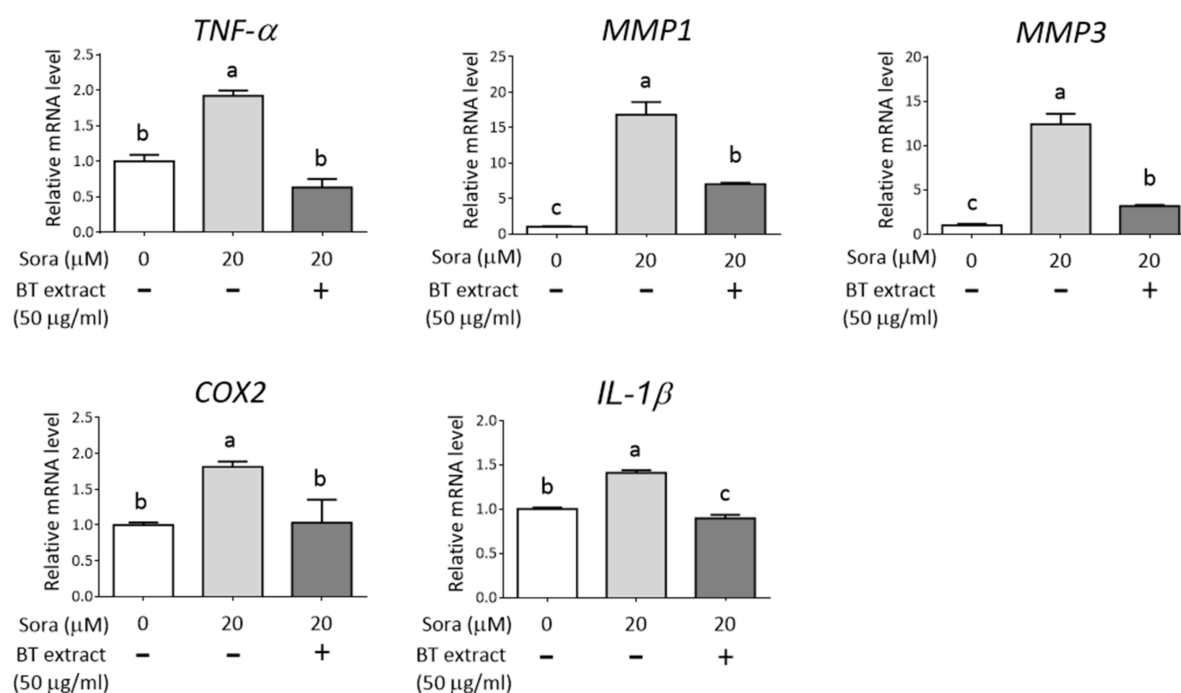 TNF-α
Relative mRNA level
2.5
2.0
1.5
1.0
0.5
0.0
b
a
b
Sora (μM) 0 20 20
BT extract − − +
(50 μg/ml)
MMP1
Relative mRNA level
25
20
15
10
5
0
c
a
b
Sora (μM) 0 20 20
BT extract − − +
(50 μg/ml)
MMP3
Relative mRNA level
20
15
10
5
0
c
a
b
Sora (μM) 0 20 20
BT extract − − +
(50 μg/ml)
COX2
Relative mRNA level
2.5
2.0
1.5
1.0
0.5
0.0
b
a
b
Sora (μM) 0 20 20
BT extract − − +
(50 μg/ml)
IL-1β
Relative mRNA level
2.0
1.5
1.0
0.5
0.0
b
a
c
Sora (μM) 0 20 20
BT extract − − +
(50 μg/ml)